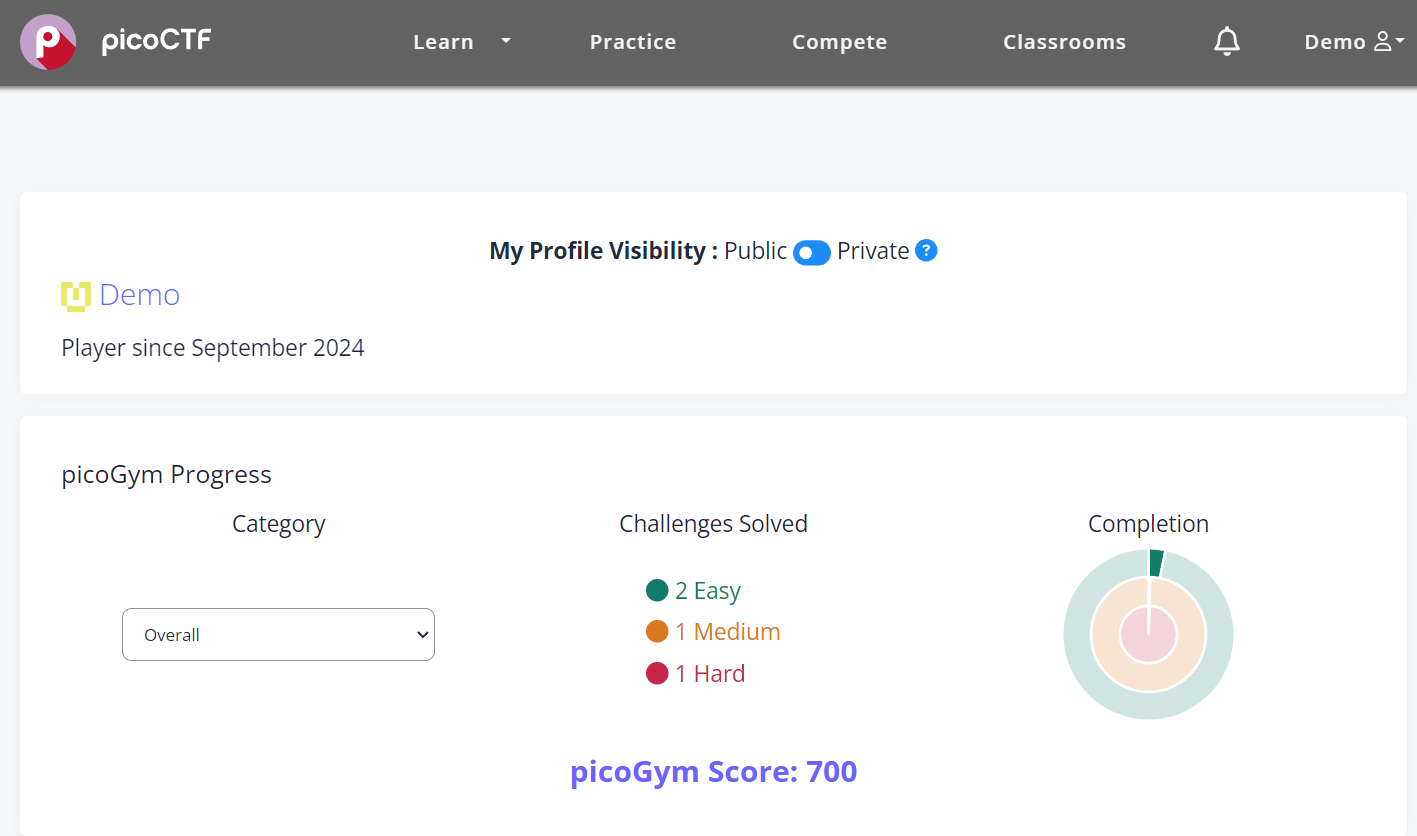 picoCTF Learn Practice Compete Classrooms Demo
My Profile Visibility : Public Private ?
Demo
Player since September 2024
picoGym Progress
Category Challenges Solved Completion
2 Easy
Overall 1 Medium
1 Hard
picoGym Score: 700